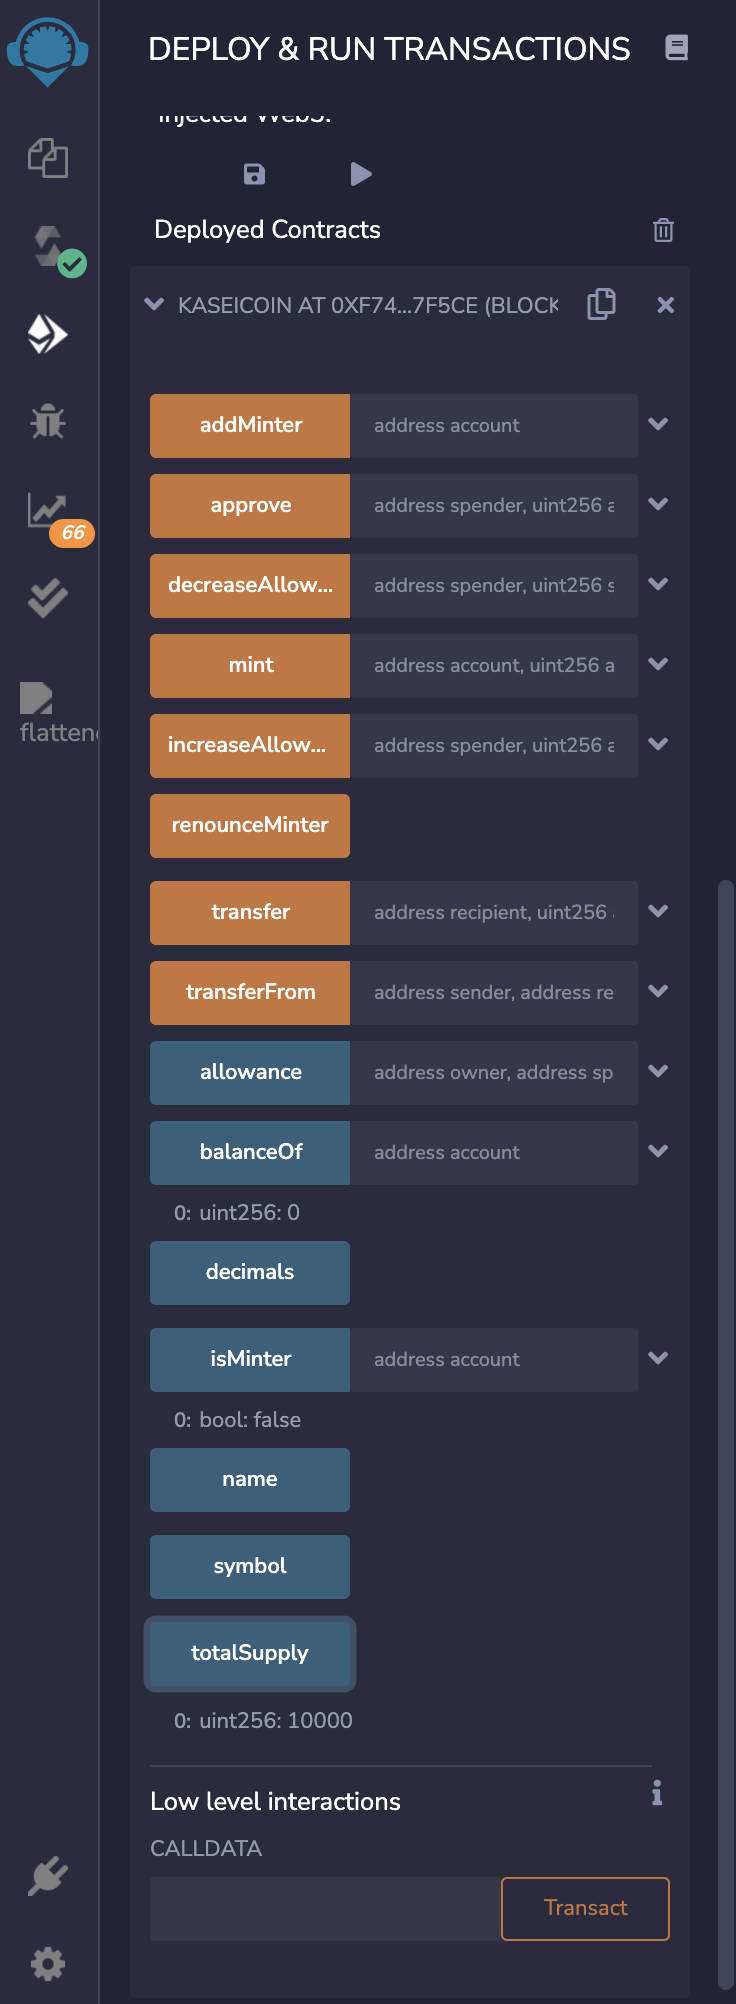 DEPLOY & RUN TRANSACTIONS
Injected Web3.
Deployed Contracts
KASEICOIN AT 0XF74...7F5CE (BLOCK
addMinter address account
approve address spender, uint256 a
66
decreaseAllow... address spender, uint256 s
mint address account, uint256 a
flatten
increaseAllow... address spender, uint256 a
renounceMinter
transfer address recipient, uint256
transferFrom address sender, address re
allowance address owner, address sp
balanceOf address account
0: uint256: 0
decimals
isMinter address account
0: bool: false
name
symbol
totalSupply
0: uint256: 10000
Low level interactions
CALLDATA
Transact